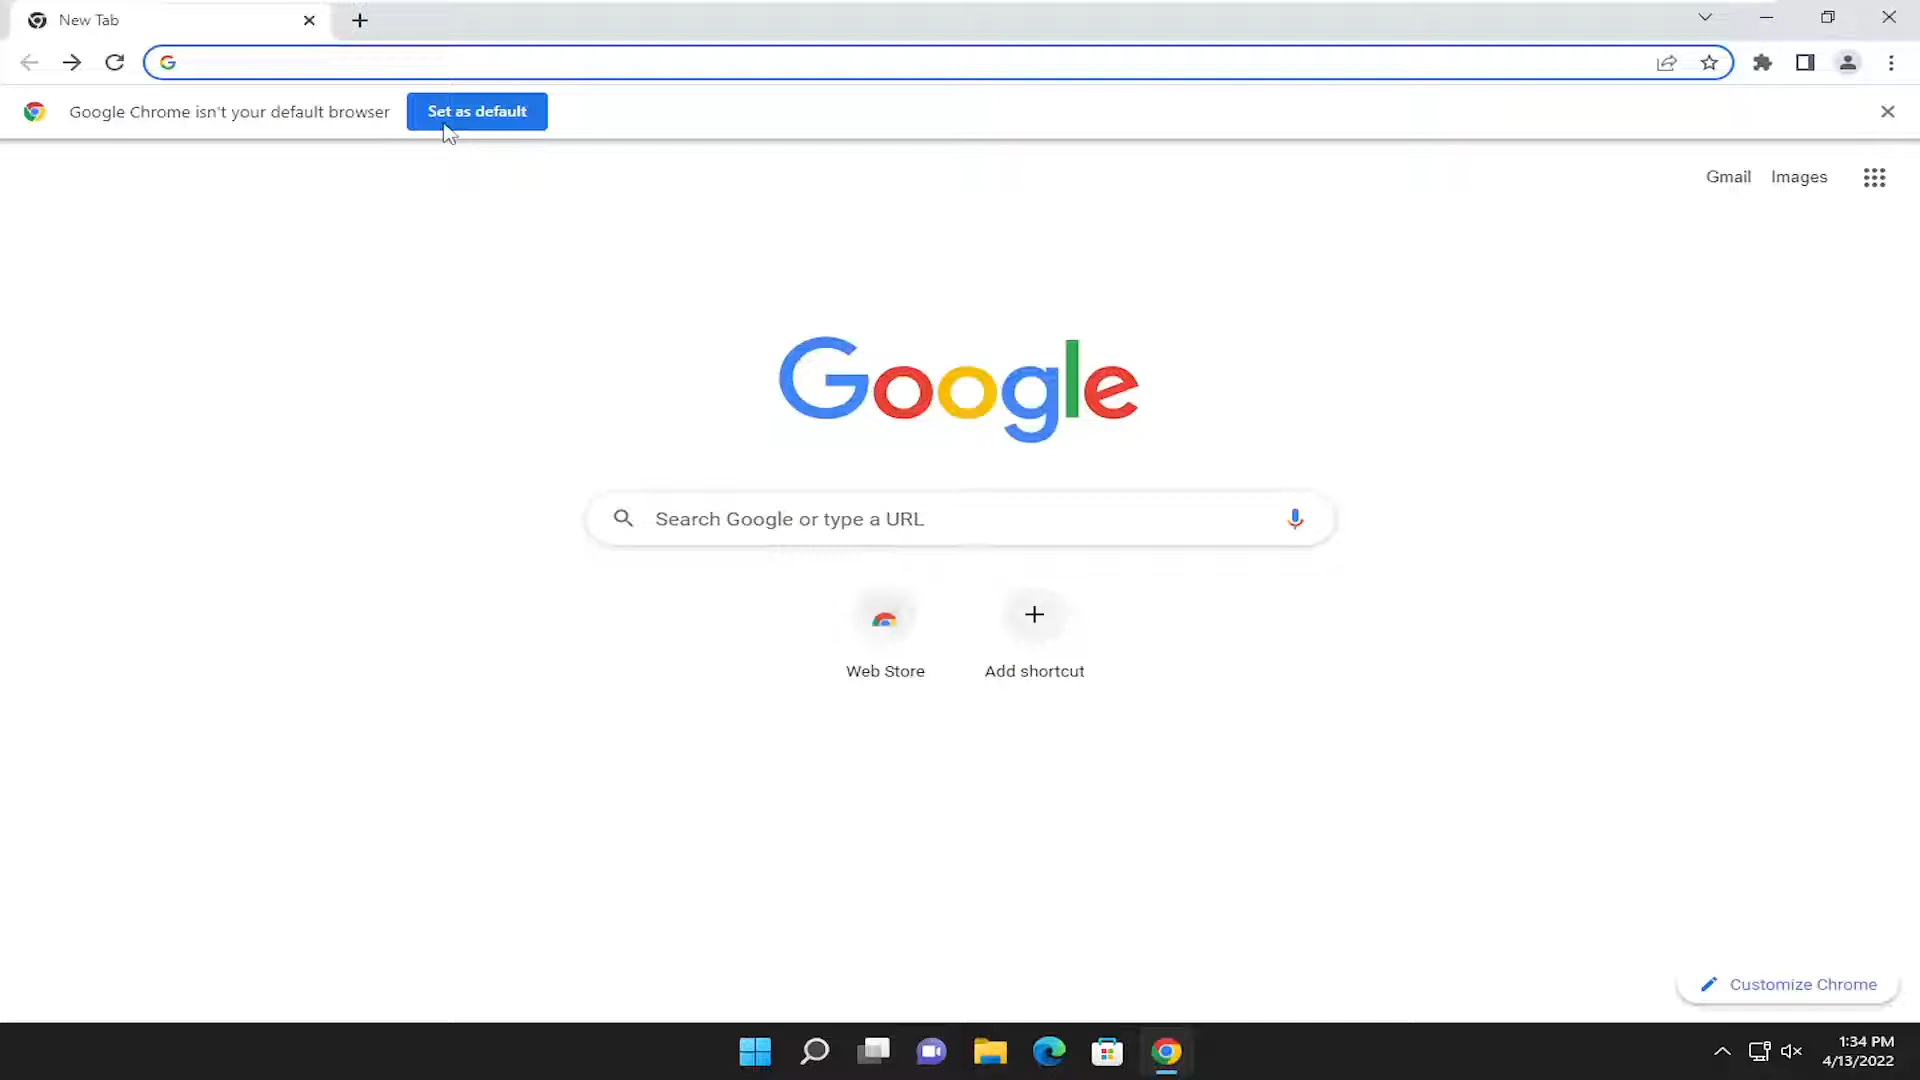 New Tab
Google Chrome isn't your default browser
Set as default
Gmail
Images
Google
Search Google or type a URL
Web Store
Add shortcut
Customize Chrome
1:34 PM
4/13/2022